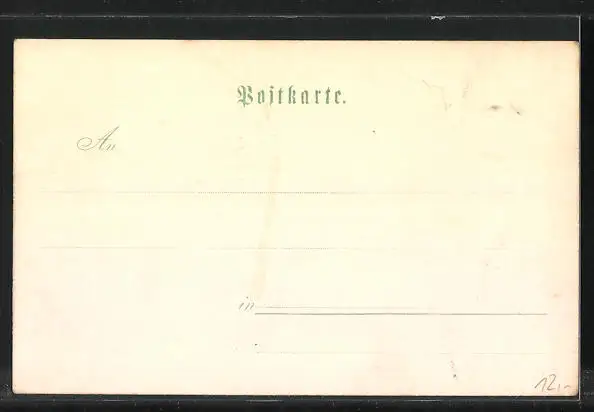 Postkarte.
An
in
12,-